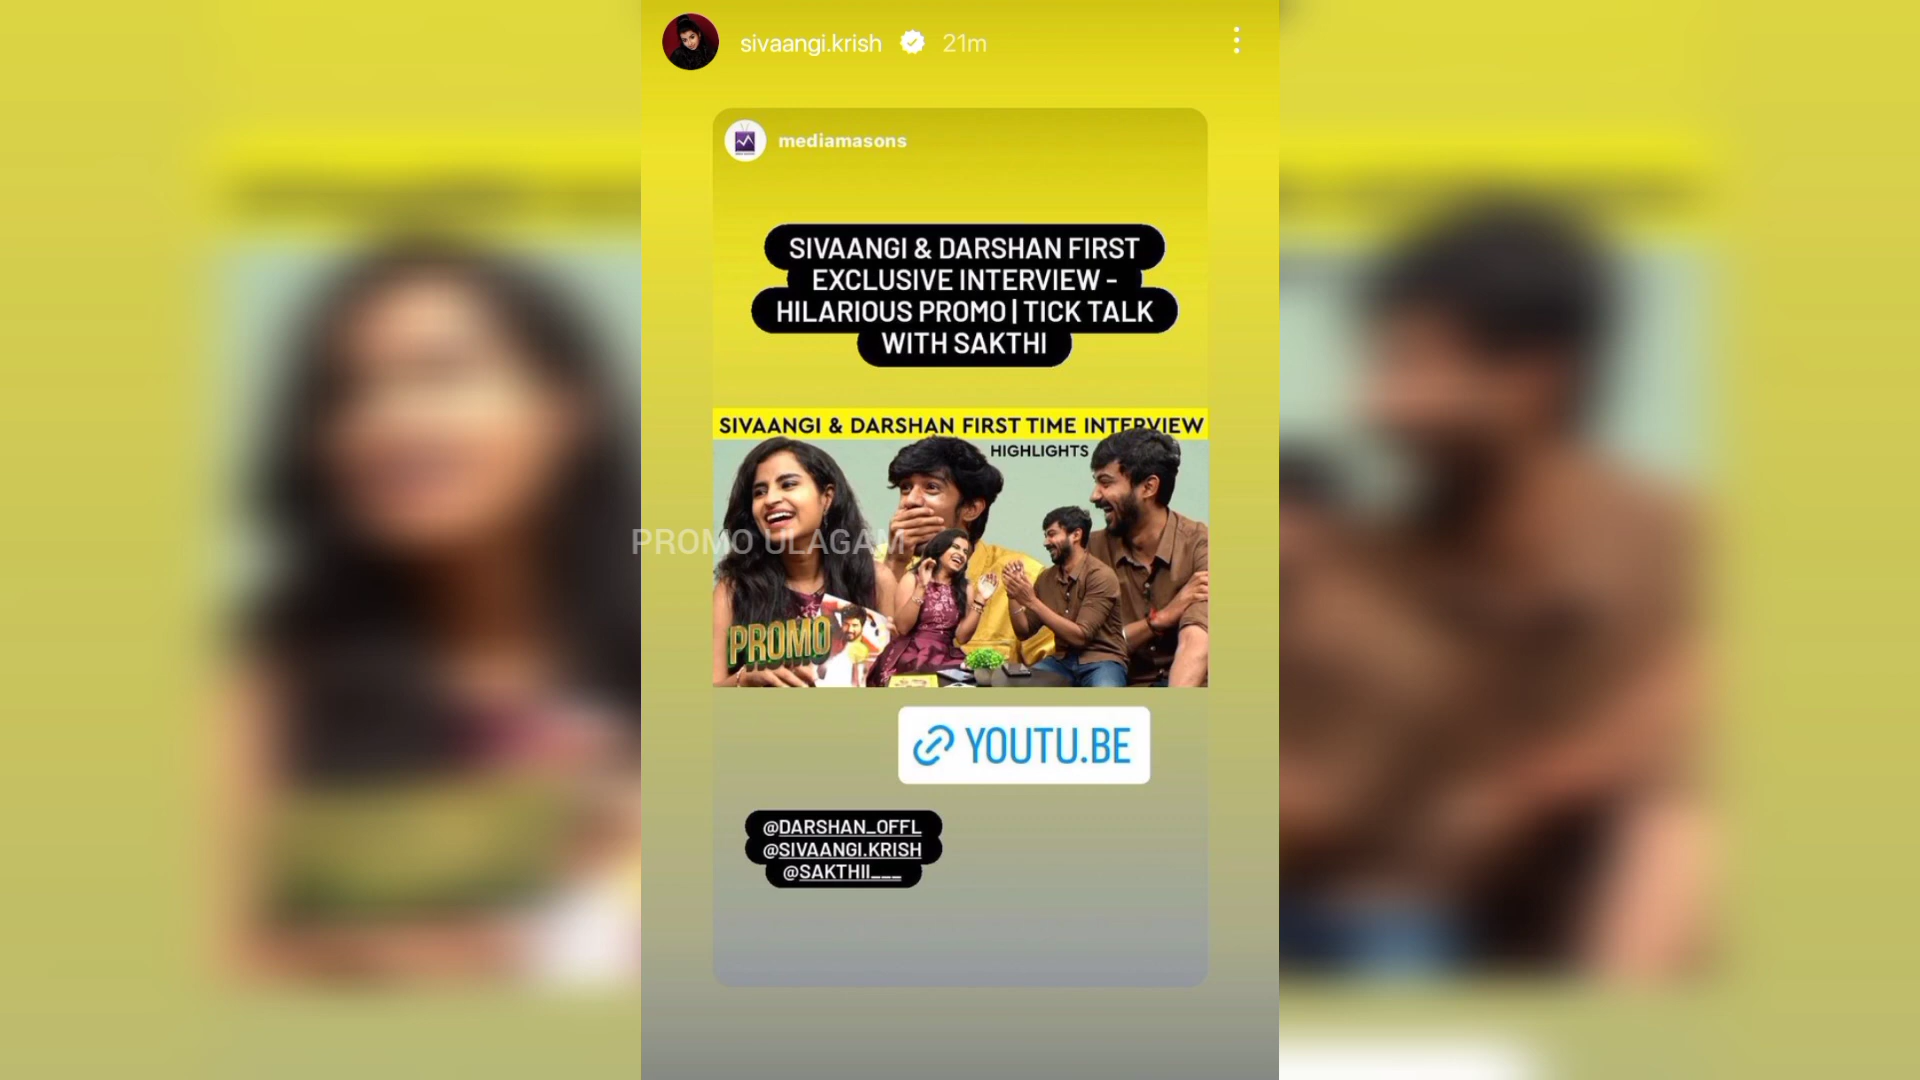 sivaangi.krish 21m
mediamasons
SIVAANGI & DARSHAN FIRST
EXCLUSIVE INTERVIEW -
HILARIOUS PROMO | TICK TALK
WITH SAKTHI
SIVAANGI & DARSHAN FIRST TIME INTERVIEW
HIGHLIGHTS
PROMO ULAGAM
PROMO
YOUTU.BE
@DARSHAN_OFFL
@SIVAANGI.KRISH
@SAKTHII___